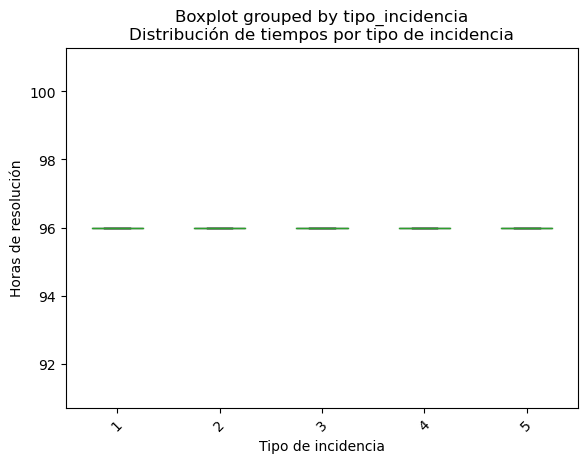 Boxplot grouped by tipo_incidencia
Distribución de tiempos por tipo de incidencia
Horas de resolución
100
98
96
94
92
1
2
3
4
5
Tipo de incidencia